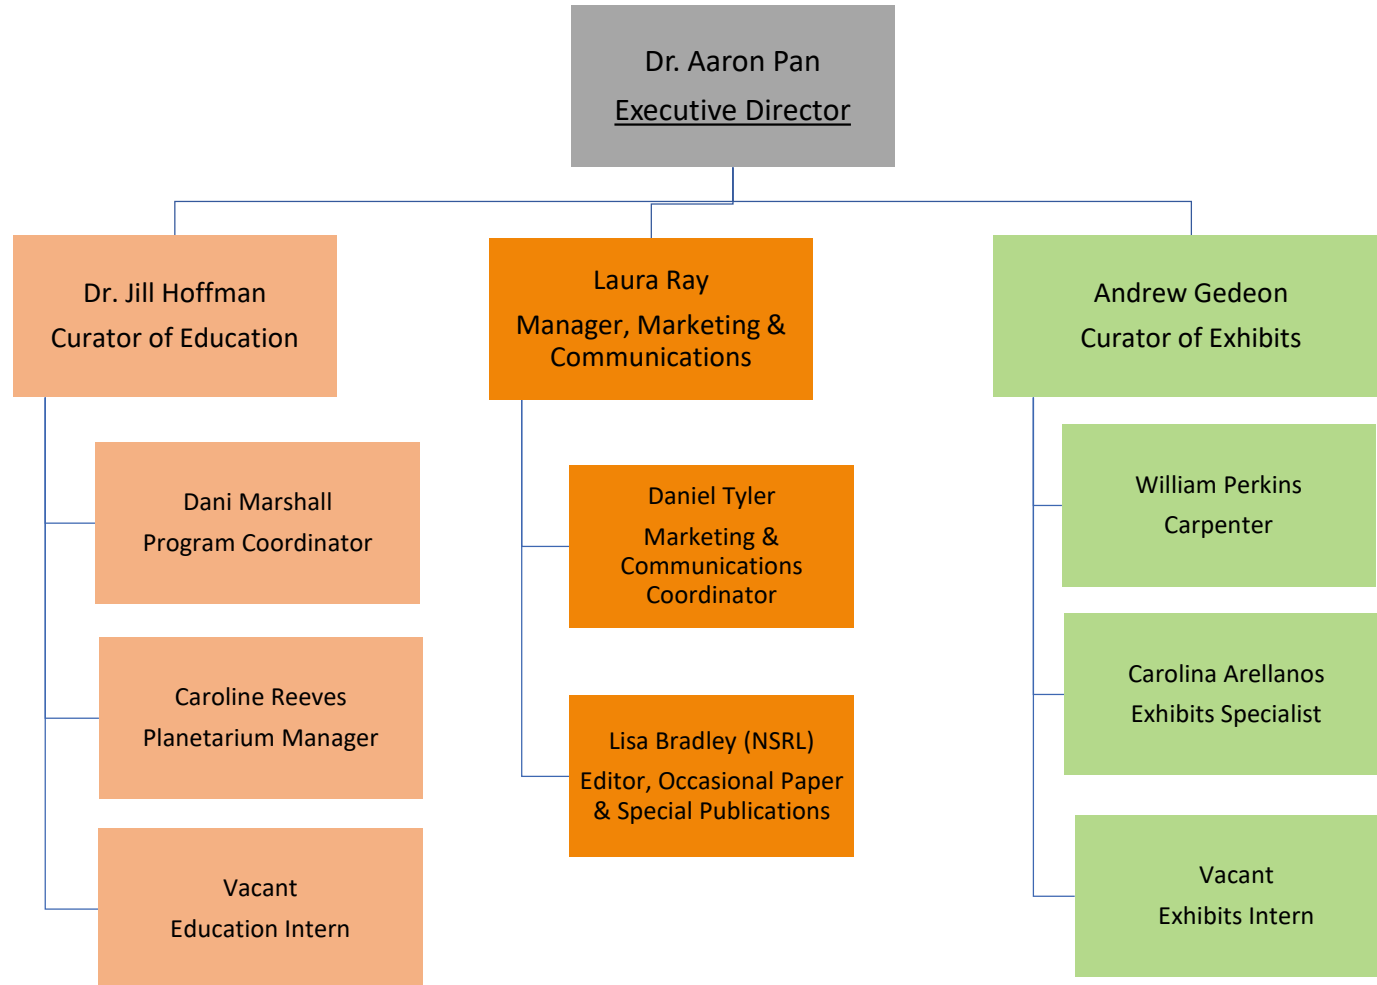 Dr. Aaron Pan
Executive Director
Dr. Jill Hoffman
Curator of Education
Dani Marshall
Program Coordinator
Caroline Reeves
Planetarium Manager
Vacant
Education Intern
Laura Ray
Manager, Marketing &
Communications
Daniel Tyler
Marketing &
Communications
Coordinator
Lisa Bradley (NSRL)
Editor, Occasional Paper
& Special Publications
Andrew Gedeon
Curator of Exhibits
William Perkins
Carpenter
Carolina Arellanos
Exhibits Specialist
Vacant
Exhibits Intern